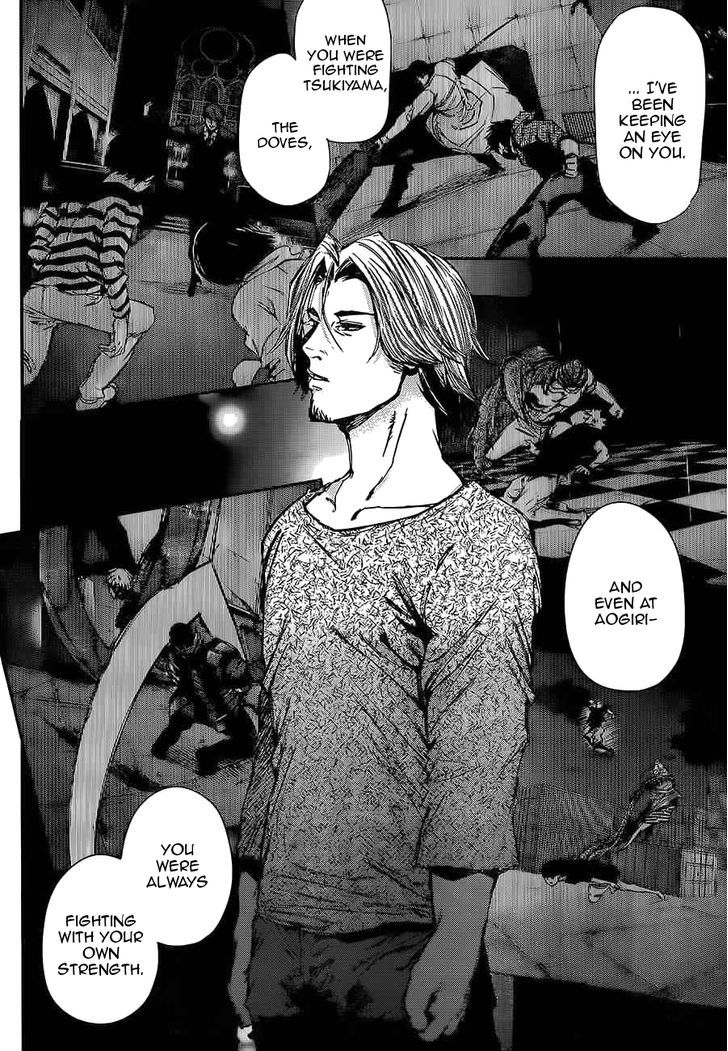 ... I'VE
BEEN
KEEPING
AN EYE
ON YOU.
WHEN
YOU WERE
FIGHTING
TSUKIYAMA,
THE
DOVES,
AND
EVEN AT
AOGIRI-
YOU
WERE
ALWAYS
FIGHTING
WITH YOUR
OWN
STRENGTH.